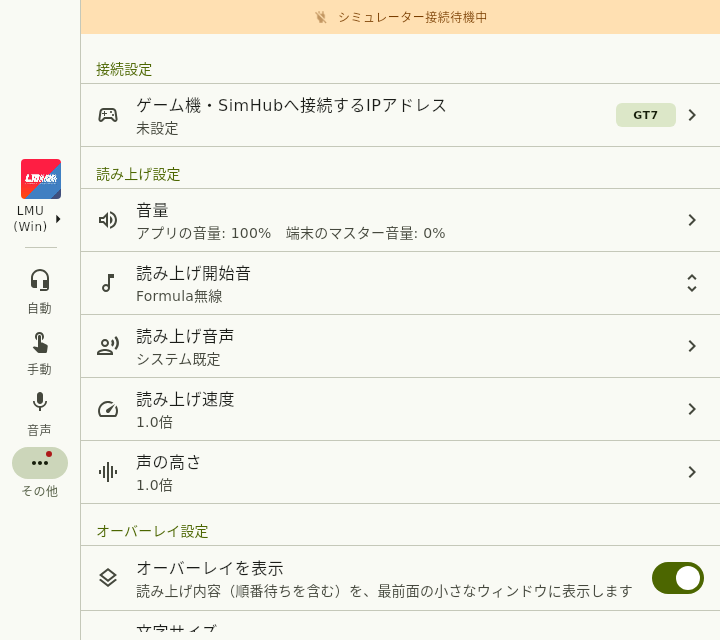 シミュレーター接続待機中
接続設定
ゲーム機・SimHubへ接続するIPアドレス
未設定
GT7
読み上げ設定
音量
アプリの音量: 100%　端末のマスター音量: 0%
読み上げ開始音
Formula無線
読み上げ音声
システム既定
読み上げ速度
1.0倍
声の高さ
1.0倍
オーバーレイ設定
オーバーレイを表示
読み上げ内容（順番待ちを含む）を、最前面の小さなウィンドウに表示します
文字サイズ
LMU
(Win)
自動
手動
音声
その他